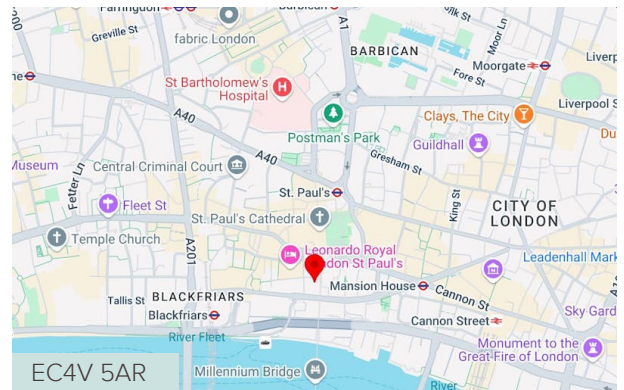 Farringdon
Barbican
A1
olk St
Moor Ln
Greville St
fabric London
BARBICAN
Moorgate
Liverp
St Bartholomew's
Hospital
Fore St
A40
Clays, The City
Liverpool S
Postman's Park
Guildhall
Du
Museum
Central Criminal Court
A40
Gresham St
Fetter Ln
St. Paul's
King St
CITY OF
LONDON
Fleet St
St. Paul's Cathedral
Temple Church
A201
Leonardo Royal
London St Paul's
Leadenhall Mark
Tallis St
BLACKFRIARS
Mansion House
Cannon St
Sky Gard
Blackfriars
Cannon Street
River Fleet
Monument to the
Great Fire of London
EC4V 5AR
Millennium Bridge
River